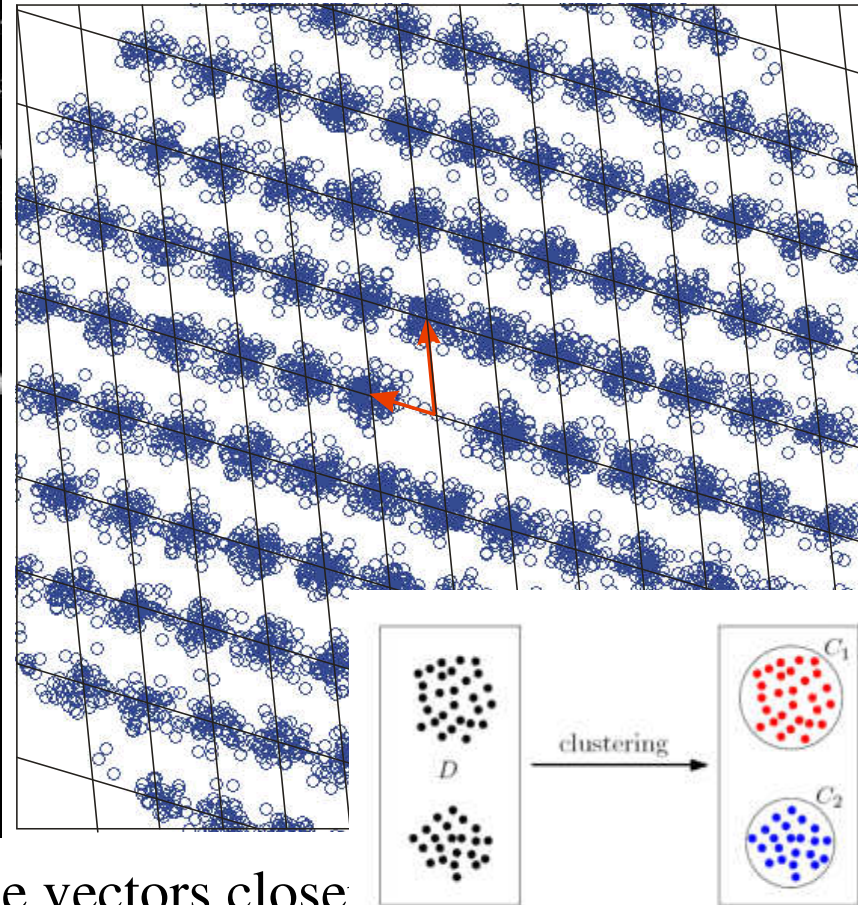 C₁
clustering
D
C₂
e vectors close